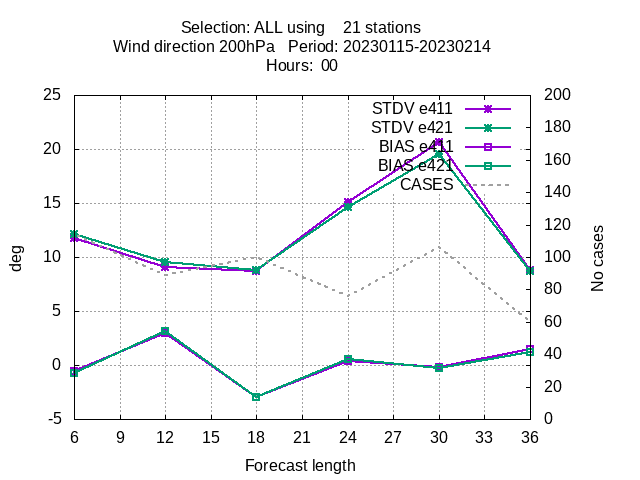 Selection: ALL using 21 stations
Wind direction 200hPa Period: 20230115-20230214
Hours: 00
25
20
15
10
5
0
-5
deg
STDV e411
STDV e421
BIAS e411
BIAS e421
CASES
200
180
160
140
120
100
80
60
40
20
0
No cases
6 9 12 15 18 21 24 27 30 33 36
Forecast length